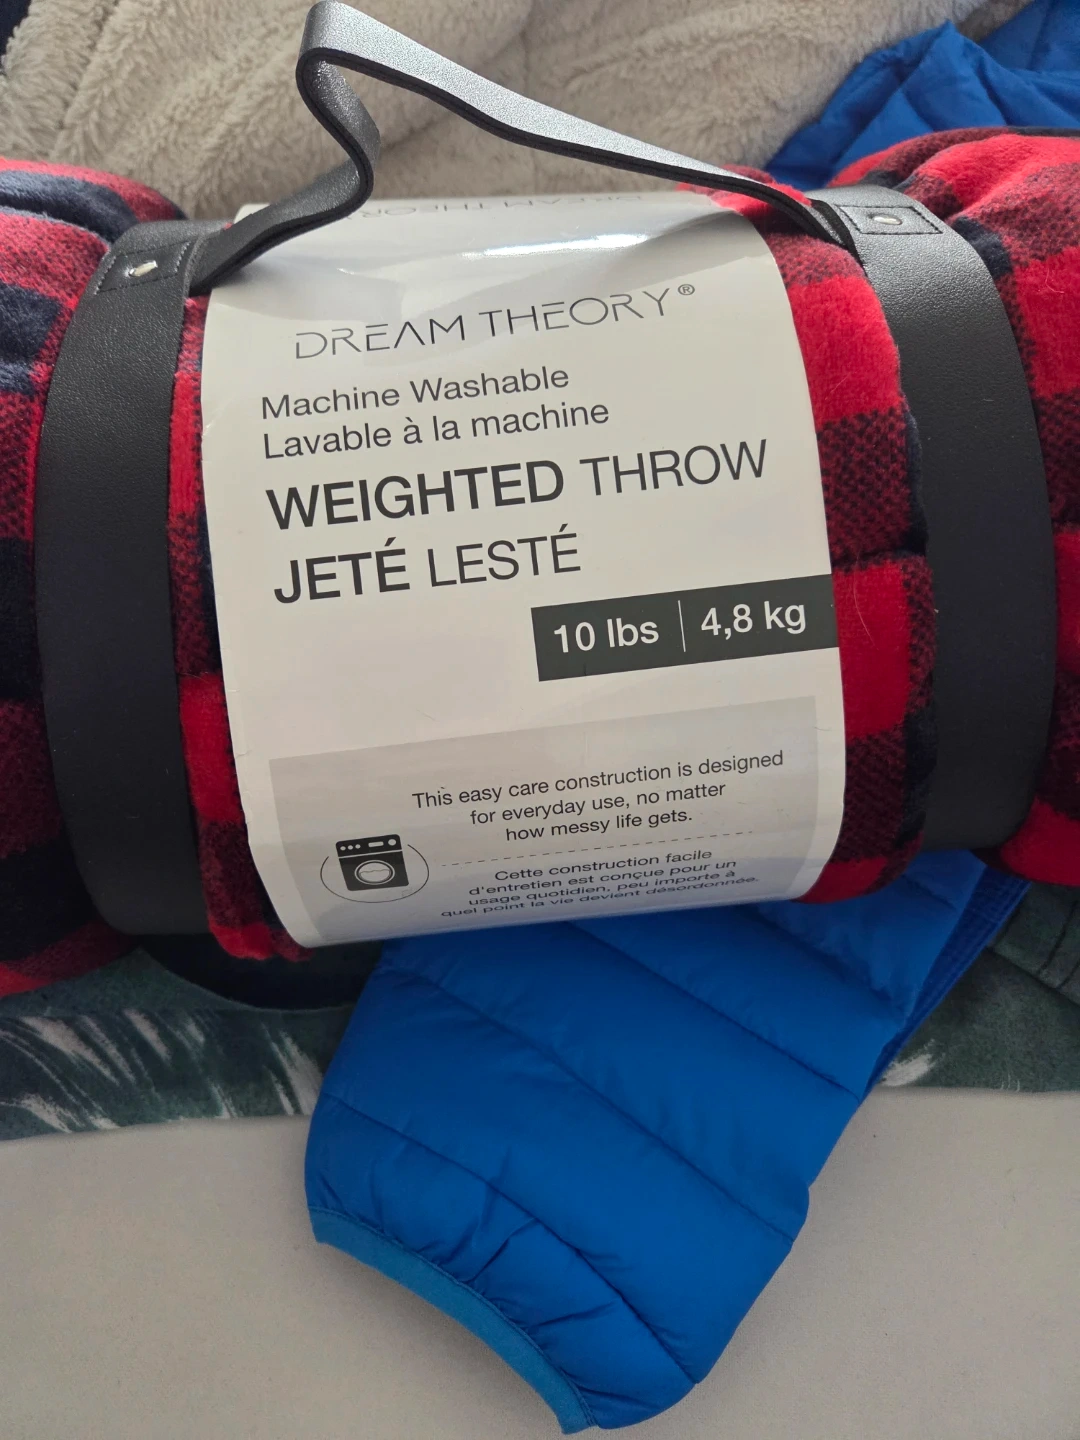 DREAM THEORY
DREAM THEORY®
Machine Washable
Lavable à la machine
WEIGHTED THROW
JETÉ LESTÉ
10 lbs | 4,8 kg
This easy care construction is designed
for everyday use, no matter
how messy life gets.
Cette construction facile
d'entretien est conçue pour un
usage quotidien, peu importe à
quel point la vie devient désordonnée.